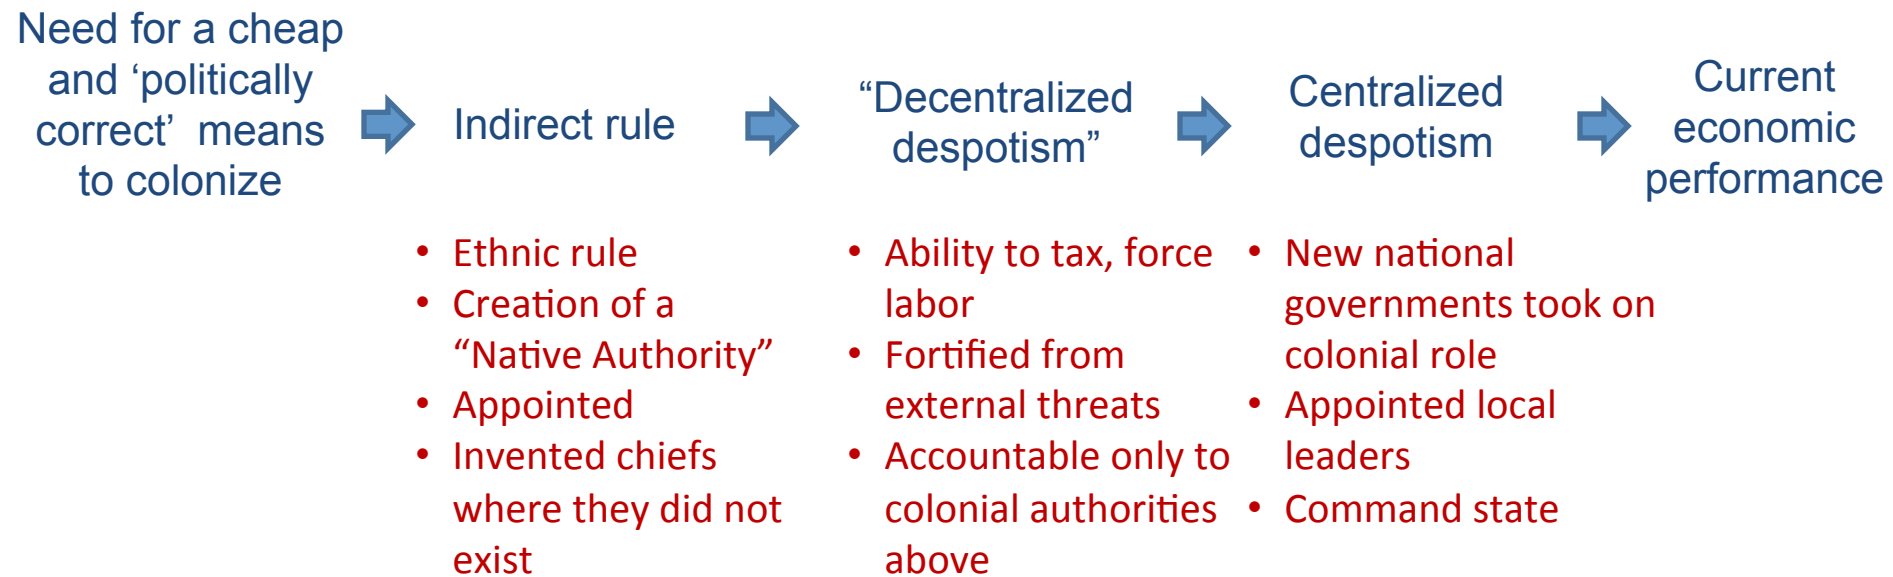 Need for a cheap
and ‘politically
correct’  means
to colonize
Indirect rule
“Decentralized
despotism”
Centralized
despotism
Current
economic
performance
• Ethnic rule
• Creation of a
“Native Authority”
• Appointed
• Invented chiefs
where they did not
exist
• Ability to tax, force
labor
• Fortified from
external threats
• Accountable only to
colonial authorities
above
• New national
governments took on
colonial role
• Appointed local
leaders
• Command state